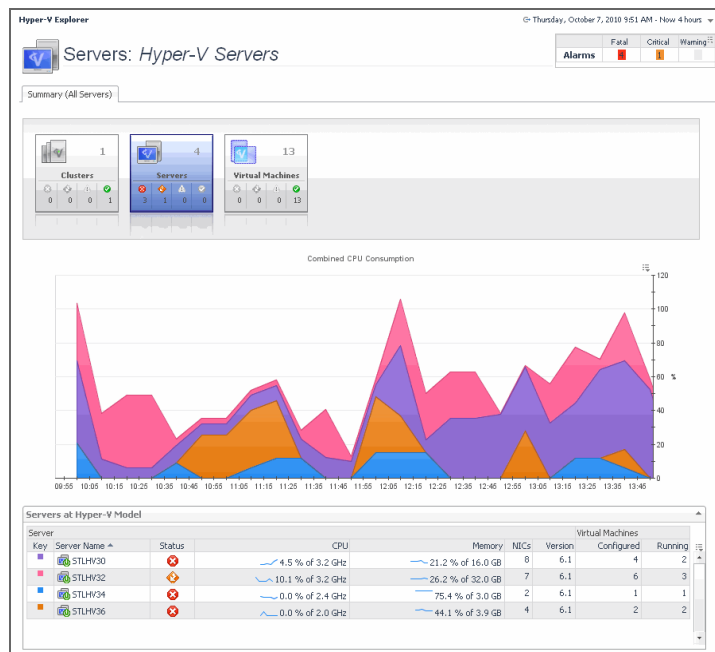 Hyper-V Explorer
Thursday, October 7, 2010 9:51 AM - Now 4 hours
Servers: Hyper-V Servers
Fatal Critical Warning
Alarms 4 1
Summary (All Servers)
1 4 13
Clusters Servers Virtual Machines
0 0 0 1 3 1 0 0 0 0 0 13
Combined CPU Consumption
120
100
80
60
%
40
20
0
09:55 10:05 10:15 10:25 10:35 10:45 10:55 11:05 11:15 11:25 11:35 11:45 11:55 12:05 12:15 12:25 12:35 12:45 12:55 13:05 13:15 13:25 13:35 13:45
Servers at Hyper-V Model
Server Virtual Machines
Key Server Name Status CPU Memory NICs Version Configured Running
STLHV30 4.5 % of 3.2 GHz 21.2 % of 16.0 GB 8 6.1 4 2
STLHV32 10.1 % of 3.2 GHz 26.2 % of 32.0 GB 7 6.1 6 3
STLHV34 0.0 % of 2.4 GHz 75.4 % of 3.0 GB 2 6.1 1 1
STLHV36 0.0 % of 2.0 GHz 44.1 % of 3.9 GB 4 6.1 2 2